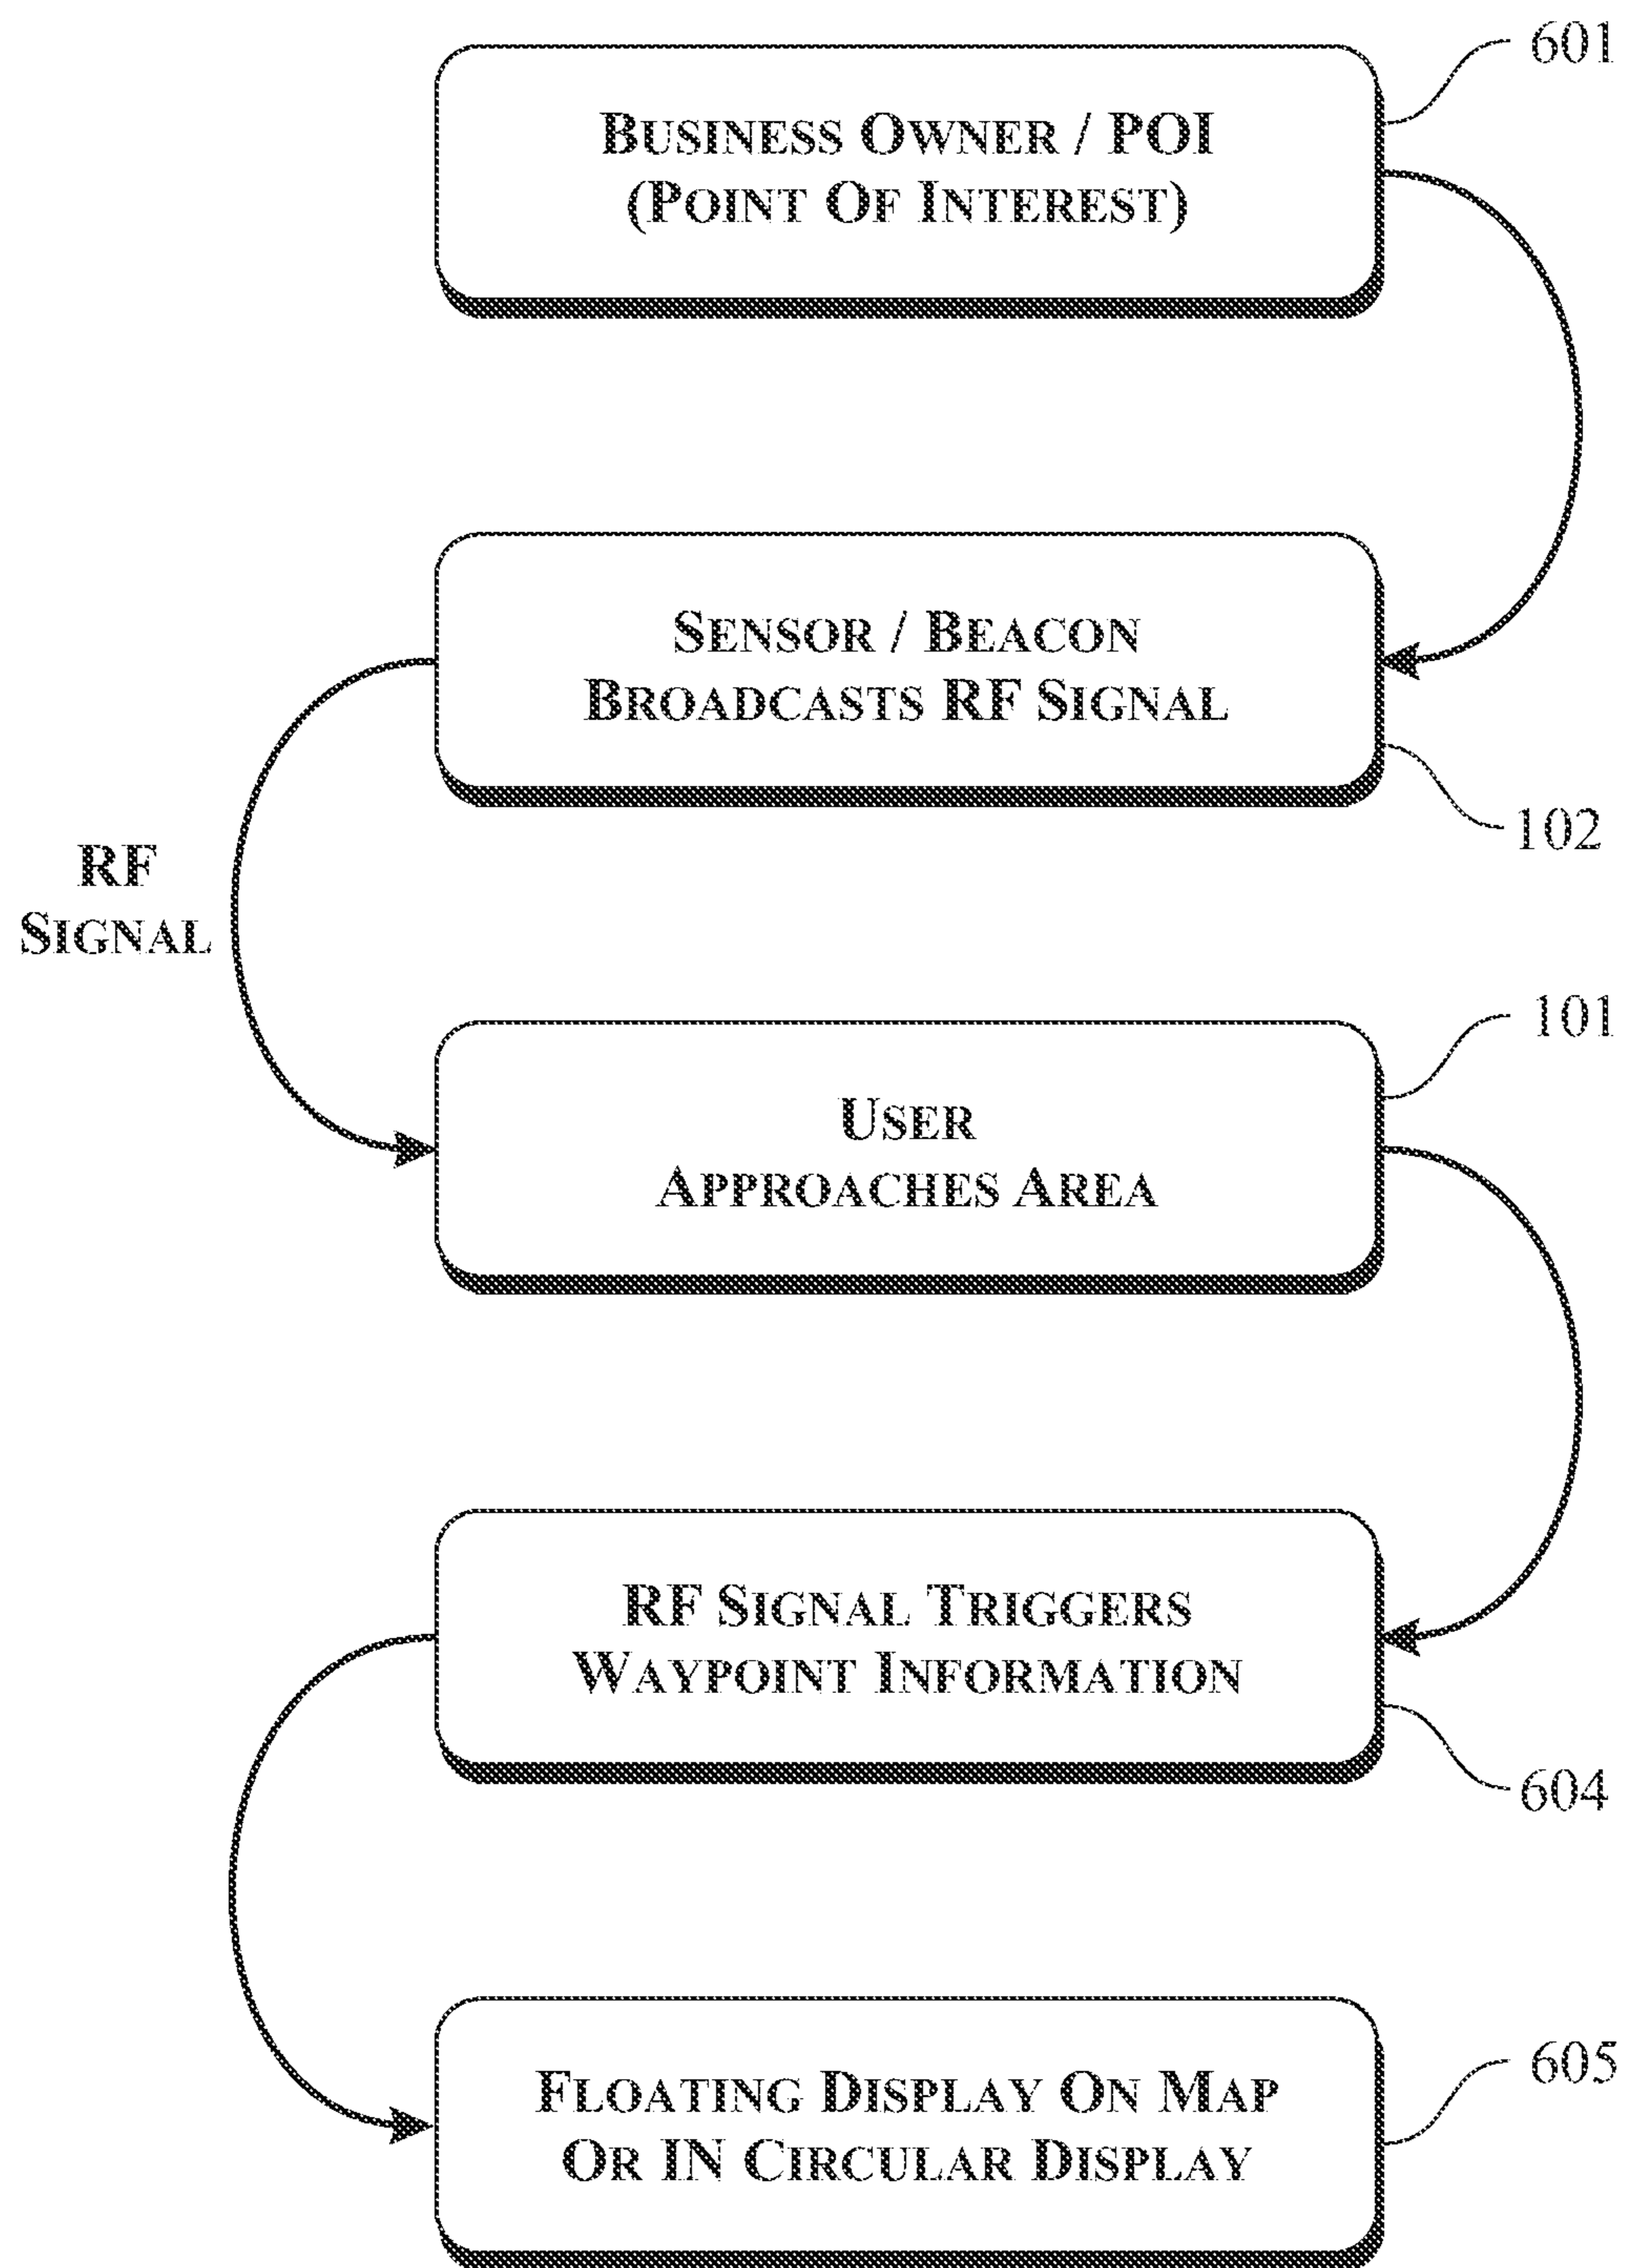 601
BUSINESS OWNER / POI
(POINT OF INTEREST)
SENSOR / BEACON
BROADCASTS RF SIGNAL
102
RF
SIGNAL
101
USER
APPROACHES AREA
RF SIGNAL TRIGGERS
WAYPOINT INFORMATION
604
605
FLOATING DISPLAY ON MAP
OR IN CIRCULAR DISPLAY